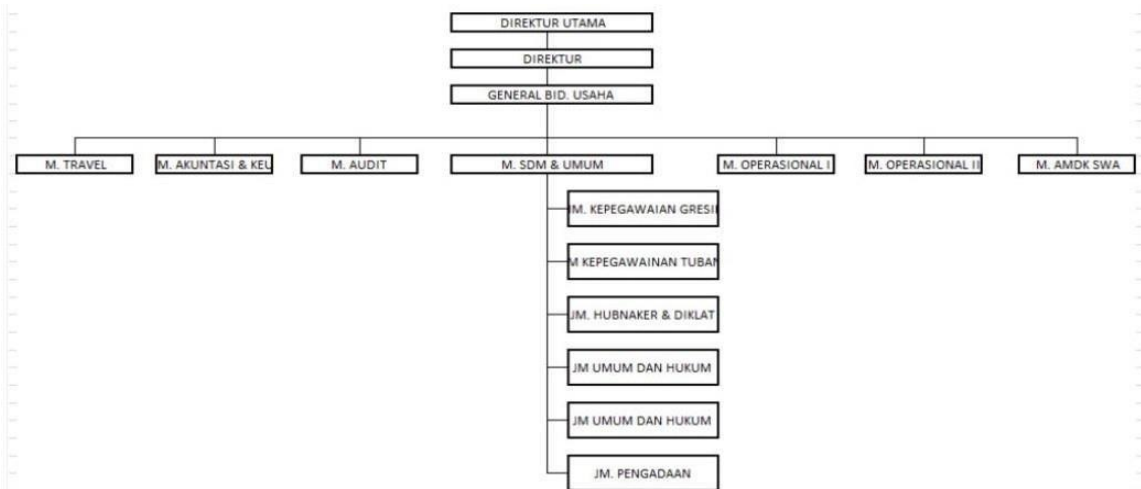 DIREKTUR UTAMA
DIREKTUR
GENERAL BID. USAHA
M. TRAVEL
M. AKUNTASI & KEU
M. AUDIT
M. SDM & UMUM
M. OPERASIONAL I
M. OPERASIONAL II
M. AMDK SWA
JM. KEPEGAWAIAN GRESI
M KEPEGAWAINAN TUBAN
JM. HUBNAKER & DIKLAT
JM UMUM DAN HUKUM
JM UMUM DAN HUKUM
JM. PENGADAAN